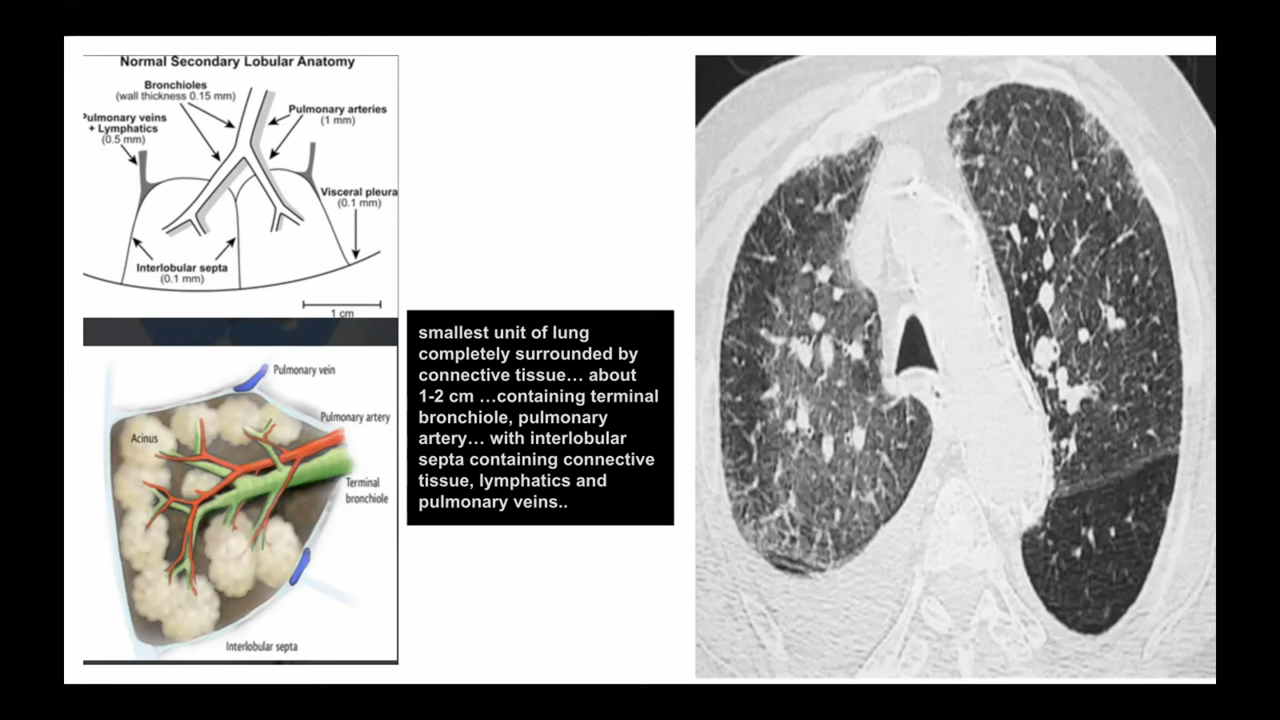 Normal Secondary Lobular Anatomy
Bronchioles
(wall thickness 0.15 mm)
Pulmonary arteries
(1 mm)
Pulmonary veins
+ Lymphatics
(0.5 mm)
Visceral pleura
(0.1 mm)
Interlobular septa
(0.1 mm)
1 cm
smallest unit of lung
completely surrounded by
connective tissue… about
1-2 cm …containing terminal
bronchiole, pulmonary
artery… with interlobular
septa containing connective
tissue, lymphatics and
pulmonary veins..
Pulmonary vein
Pulmonary artery
Acinus
Terminal
bronchiole
Interlobular septa